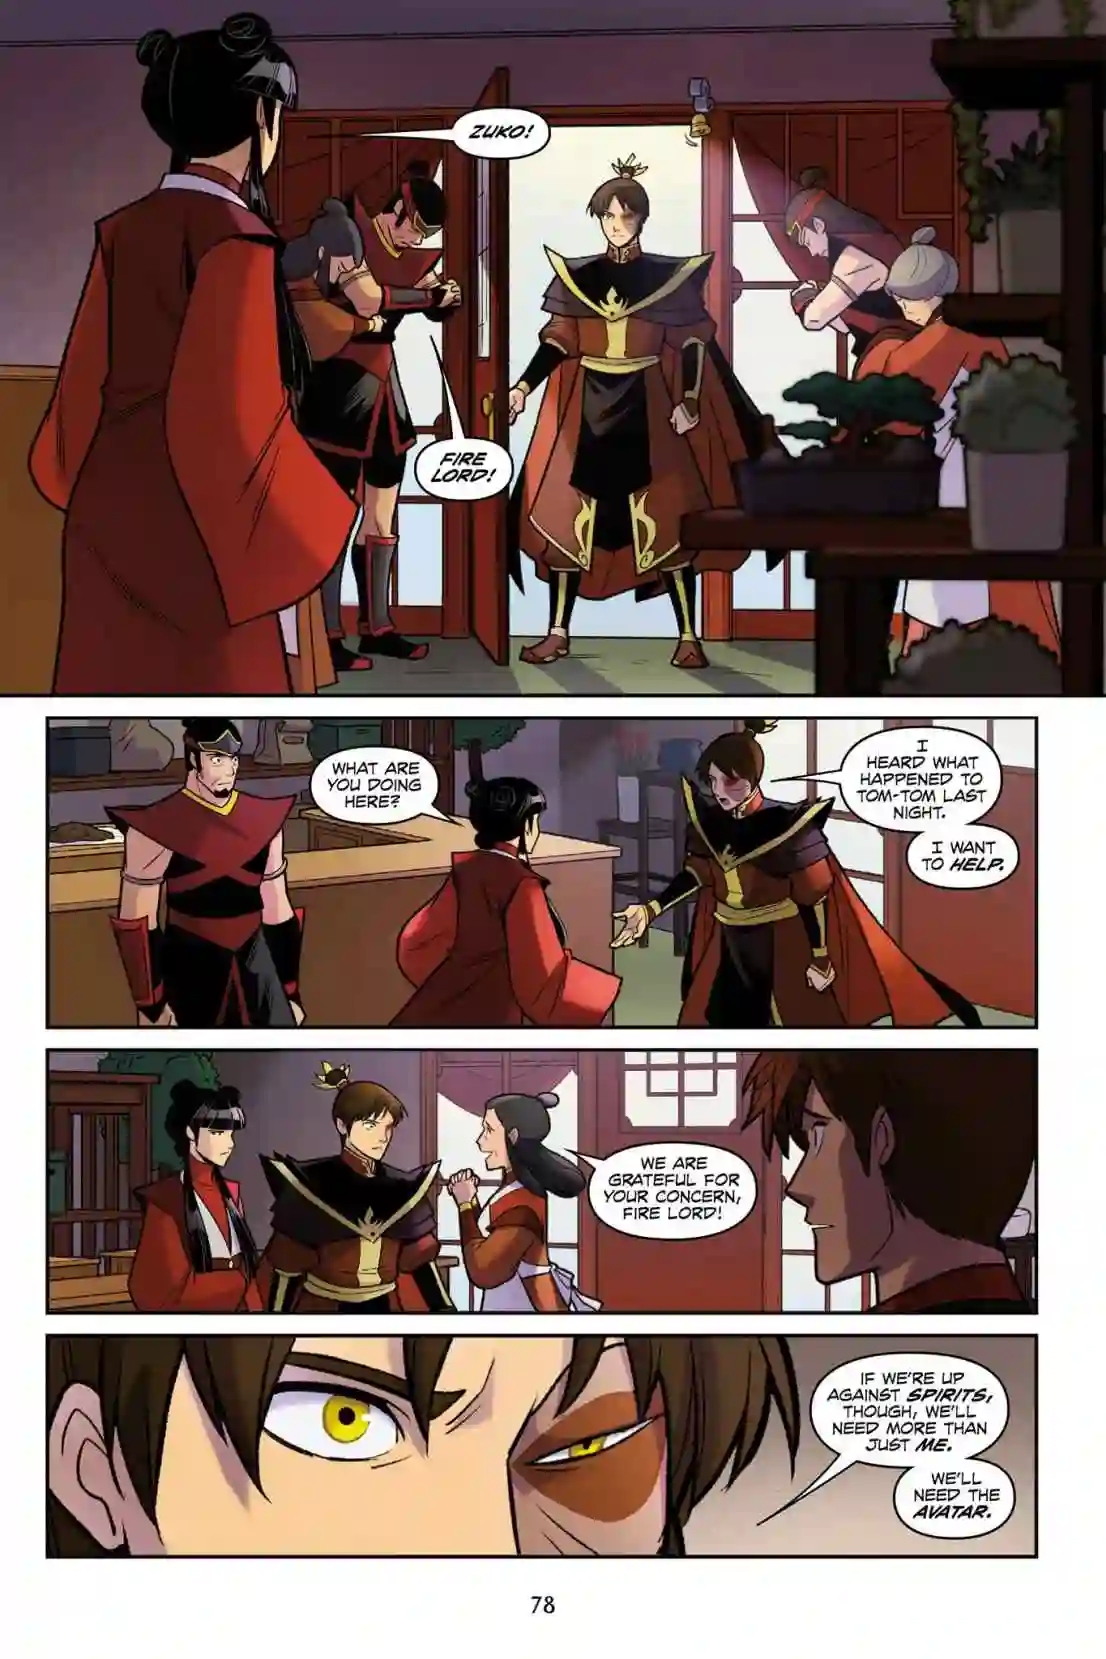 ZUKO!
FIRE
LORD!
WHAT ARE
YOU DOING
HERE?
I
HEARD WHAT
HAPPENED TO
TOM-TOM LAST
NIGHT.
I WANT
TO HELP.
WE ARE
GRATEFUL FOR
YOUR CONCERN,
FIRE LORD!
IF WE'RE UP
AGAINST SPIRITS,
THOUGH, WE'LL
NEED MORE THAN
JUST ME.
WE'LL
NEED THE
AVATAR.
78